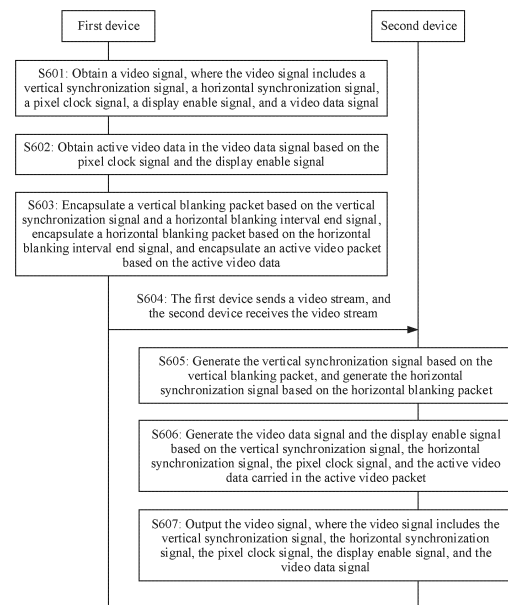 First device
Second device
S601: Obtain a video signal, where the video signal includes a
vertical synchronization signal, a horizontal synchronization signal,
a pixel clock signal, a display enable signal, and a video data signal
S602: Obtain active video data in the video data signal based on the
pixel clock signal and the display enable signal
S603: Encapsulate a vertical blanking packet based on the vertical
synchronization signal and a horizontal blanking interval end signal,
encapsulate a horizontal blanking packet based on the horizontal
blanking interval end signal, and encapsulate an active video packet
based on the active video data
S604: The first device sends a video stream, and
the second device receives the video stream
S605: Generate the vertical synchronization signal based on the
vertical blanking packet, and generate the horizontal
synchronization signal based on the horizontal blanking packet
S606: Generate the video data signal and the display enable signal
based on the vertical synchronization signal, the horizontal
synchronization signal, the pixel clock signal, and the active video
data carried in the active video packet
S607: Output the video signal, where the video signal includes the
vertical synchronization signal, the horizontal synchronization
signal, the pixel clock signal, the display enable signal, and the
video data signal